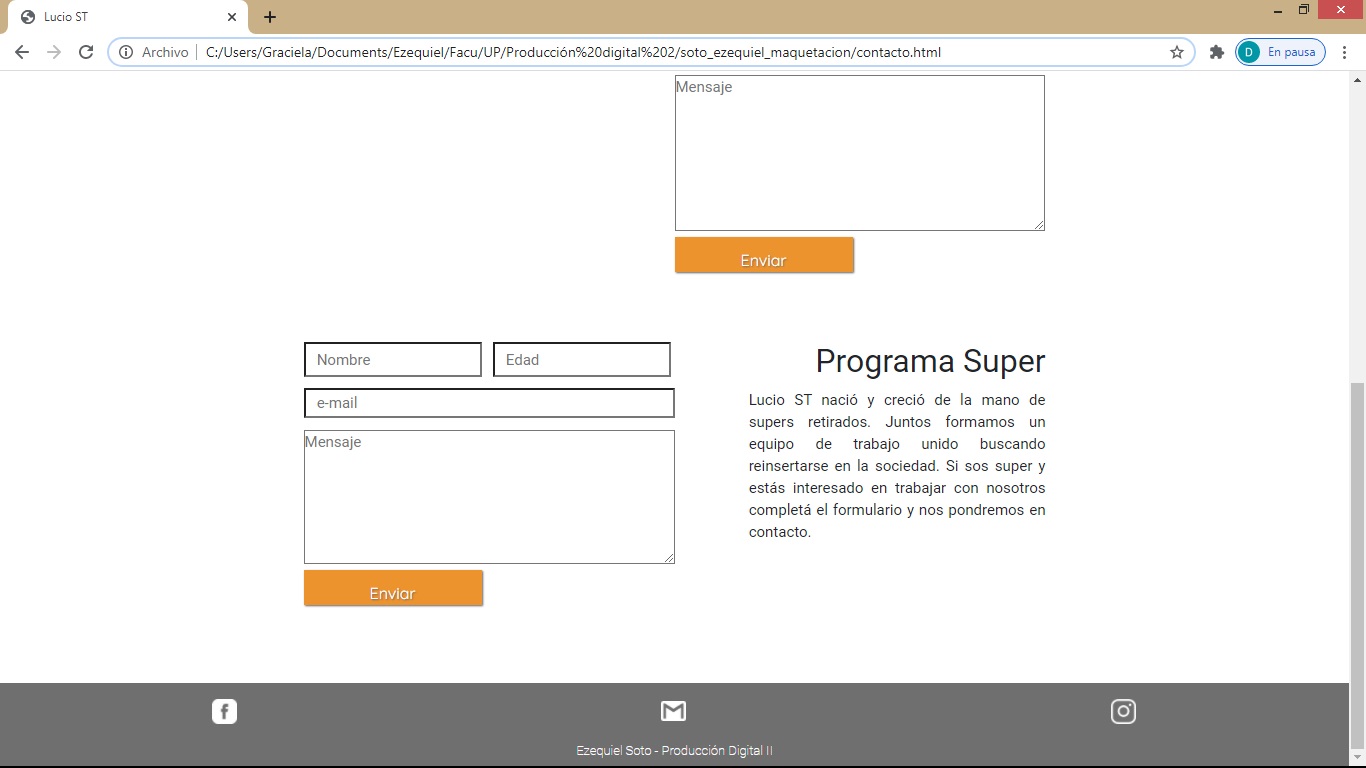 Lucio ST
Archivo
C:/Users/Graciela/Documents/Ezequiel/Facu/UP/Producción%20digital%202/soto_ezequiel_maquetacion/contacto.html
D
En pausa
Mensaje
Enviar
Nombre
Edad
e-mail
Mensaje
Enviar
Programa Super
Lucio ST nació y creció de la mano de
supers retirados. Juntos formamos un
equipo de trabajo unido buscando
reinsertarse en la sociedad. Si sos super y
estás interesado en trabajar con nosotros
completá el formulario y nos pondremos en
contacto.
Ezequiel Soto - Producción Digital II